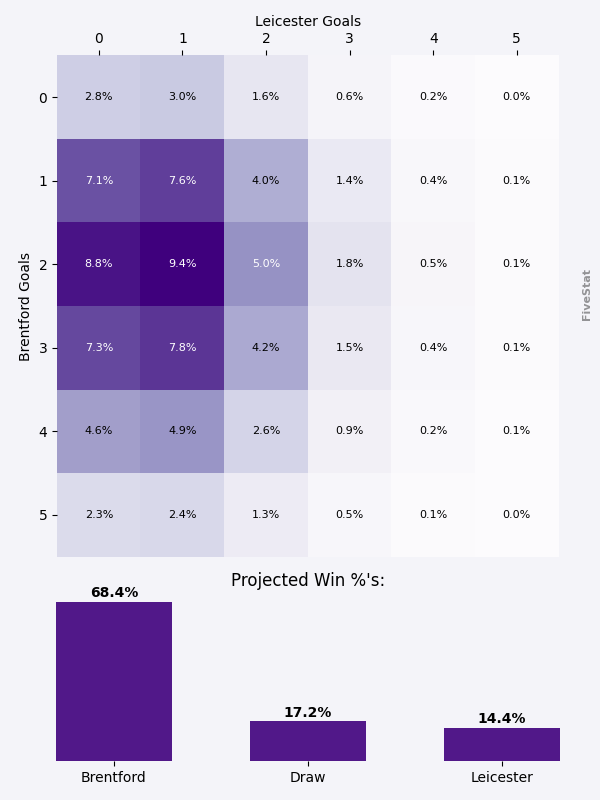 Leicester Goals
0 1 2 3 4 5
0 2.8% 3.0% 1.6% 0.6% 0.2% 0.0%
1 7.1% 7.6% 4.0% 1.4% 0.4% 0.1%
2 8.8% 9.4% 5.0% 1.8% 0.5% 0.1%
3 7.3% 7.8% 4.2% 1.5% 0.4% 0.1%
4 4.6% 4.9% 2.6% 0.9% 0.2% 0.1%
5 2.3% 2.4% 1.3% 0.5% 0.1% 0.0%
Brentford Goals
FiveStat
Projected Win %'s:
68.4%
17.2%
14.4%
Brentford Draw Leicester